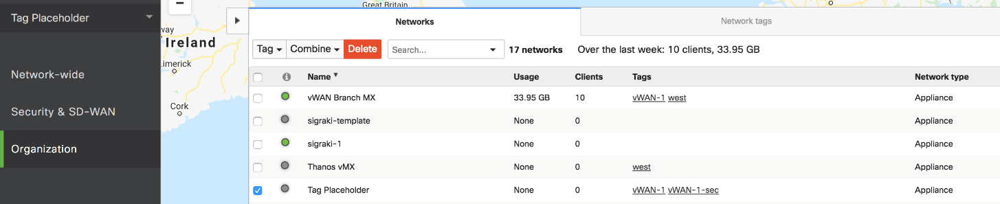 Great Britain
Tag Placeholder
Networks
Network tags
way
Ireland
Tag Combine Delete Search... 17 networks Over the last week: 10 clients, 33.95 GB
Limerick
Network-wide
Name Usage Clients Tags Network type
vWAN Branch MX 33.95 GB 10 vWAN-1 west Appliance
Cork
Security & SD-WAN
sigraki-template None 0 Appliance
sigraki-1 None 0 Appliance
Organization
Thanos vMX None 0 west Appliance
Tag Placeholder None 0 vWAN-1 vWAN-1-sec Appliance